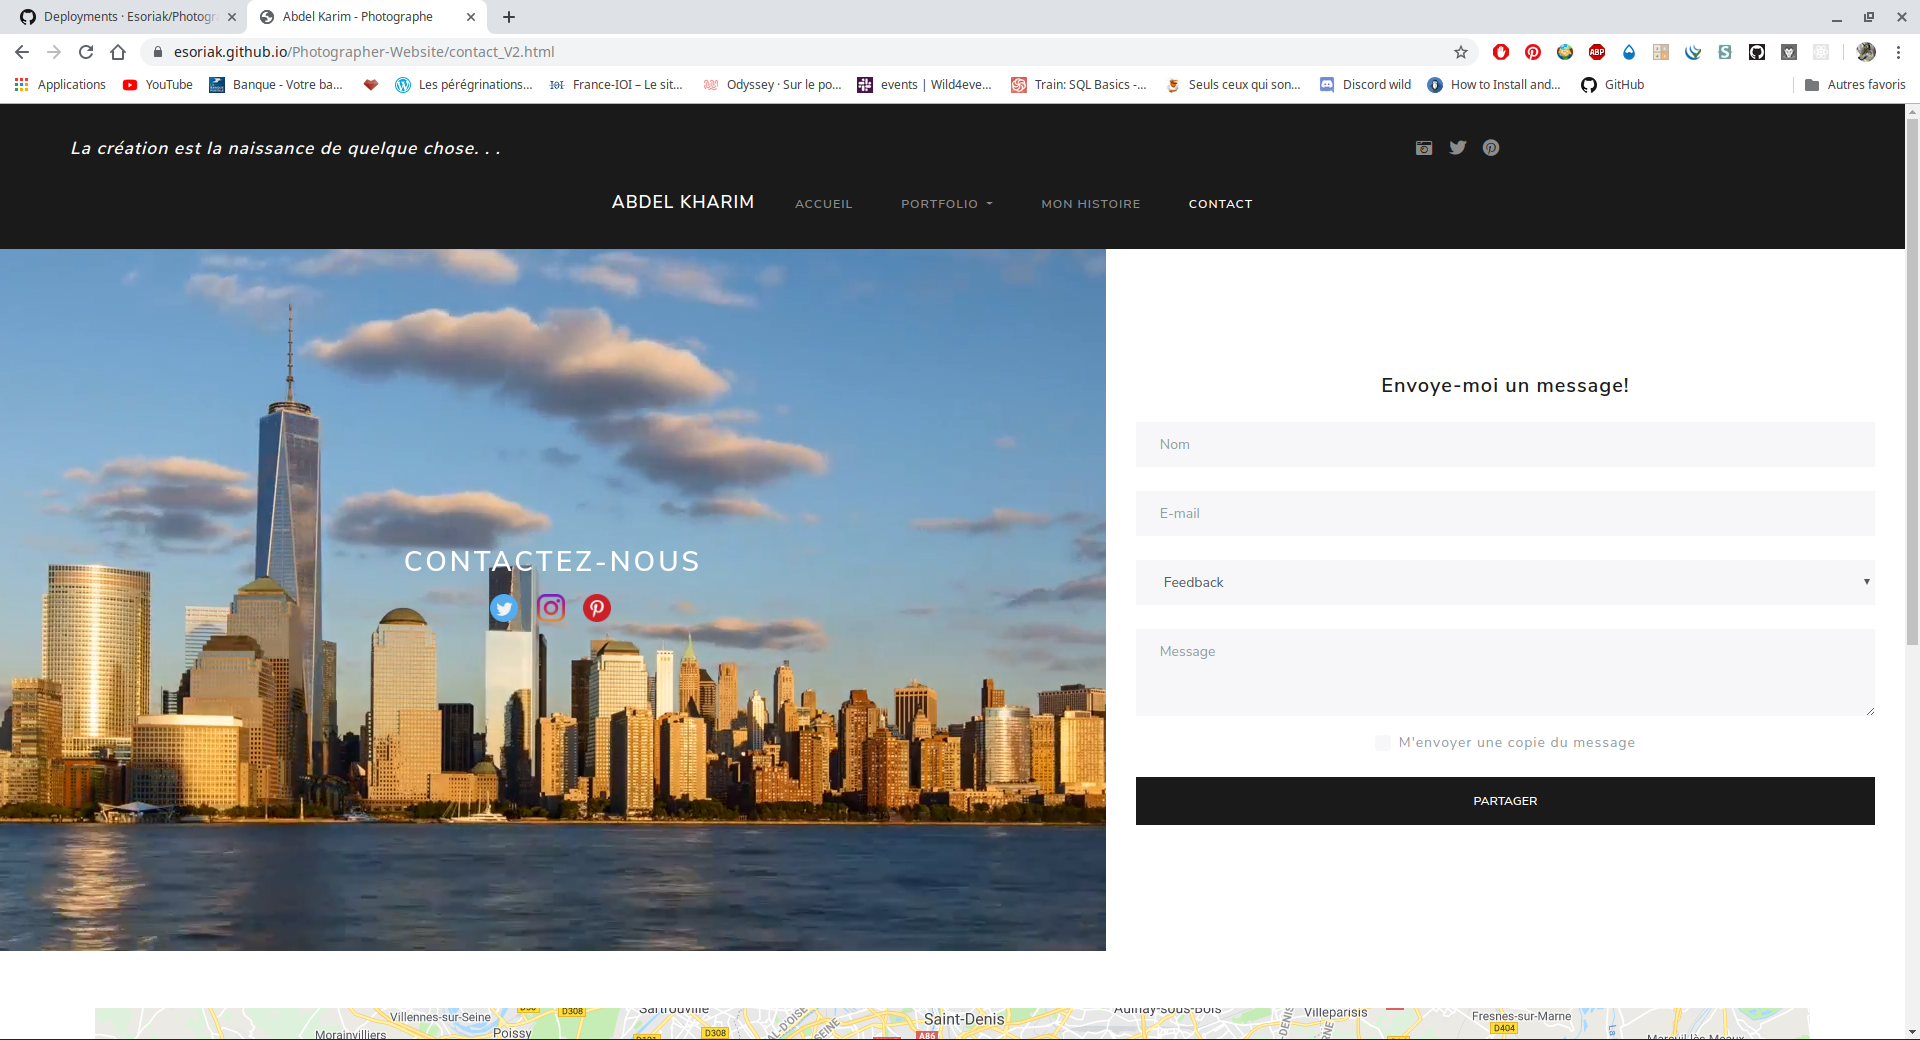 Deployments · Esoriak/Photogr
Abdel Karim - Photographe
esoriak.github.io/Photographer-Website/contact_V2.html
Applications
YouTube
Banque - Votre ba...
Les pérégrinations...
France-IOI – Le sit...
Odyssey · Sur le po...
events | Wild4eve...
Train: SQL Basics -...
Seuls ceux qui son...
Discord wild
How to Install and...
GitHub
Autres favoris
La création est la naissance de quelque chose. . .
ABDEL KHARIM
ACCUEIL
PORTFOLIO
MON HISTOIRE
CONTACT
CONTACTEZ-NOUS
Envoye-moi un message!
Nom
E-mail
Feedback
Message
M'envoyer une copie du message
PARTAGER
Villennes-sur-Seine
D308
Sartrouville
Saint-Denis
Aulnay-sous-Bois
Villeparisis
Fresnes-sur-Marne
Morainvilliers
Poissy
D308
A86
D404